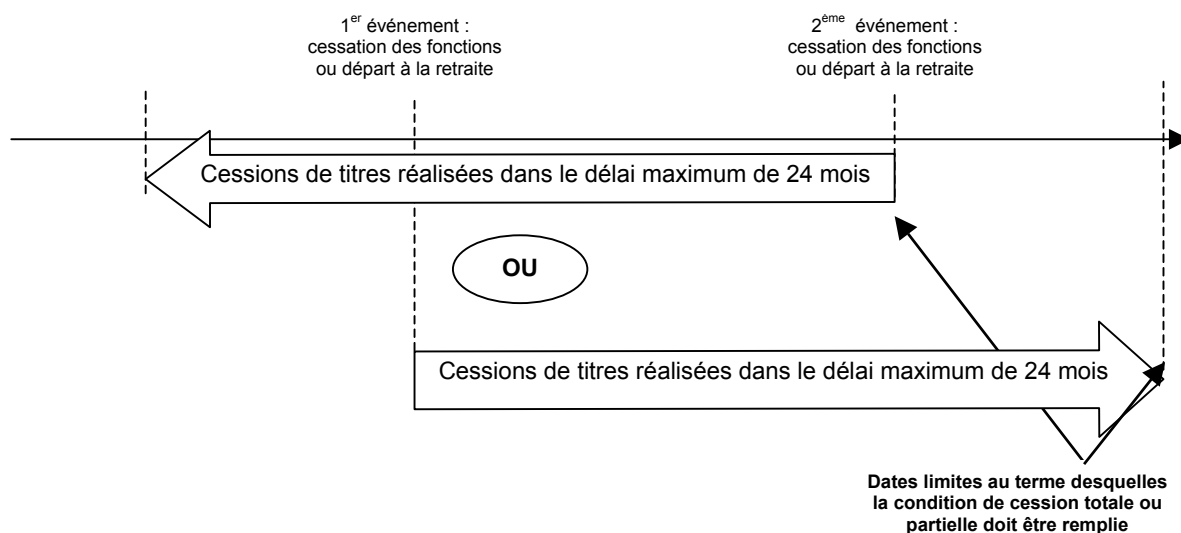 1er événement :
cessation des fonctions
ou départ à la retraite
2ème événement :
cessation des fonctions
ou départ à la retraite
Cessions de titres réalisées dans le délai maximum de 24 mois
OU
Cessions de titres réalisées dans le délai maximum de 24 mois
Dates limites au terme desquelles
la condition de cession totale ou
partielle doit être remplie